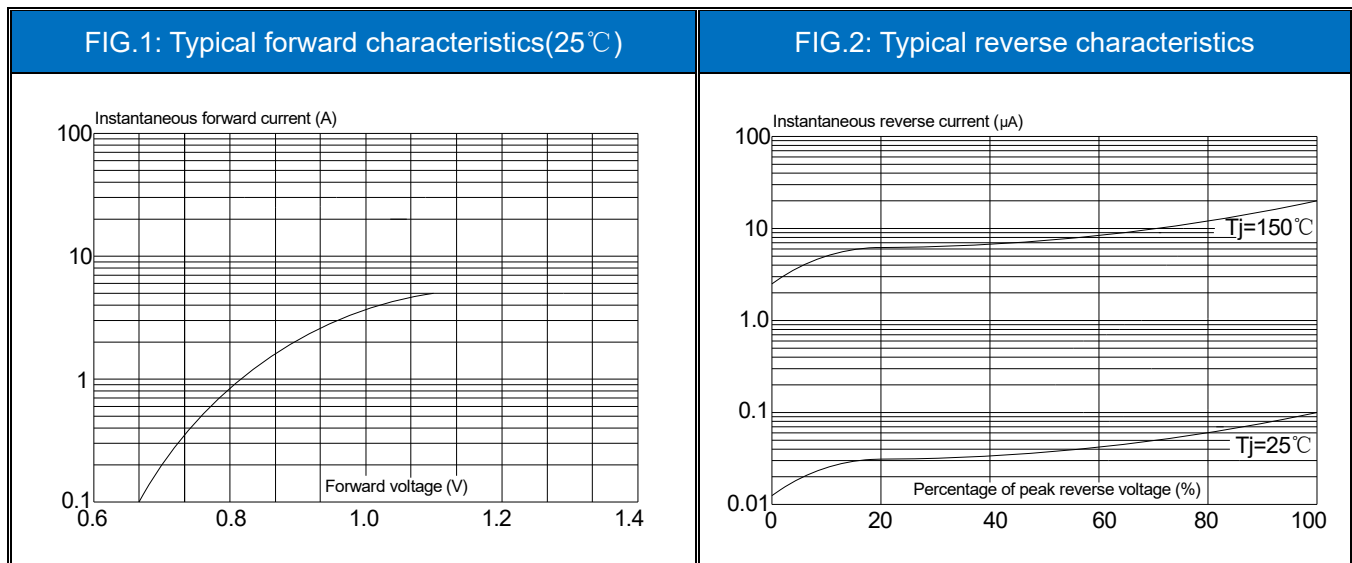 FIG.1: Typical forward characteristics(25℃)
Instantaneous forward current (A)
100
10
1
0.1
Forward voltage (V)
0.6 0.8 1.0 1.2 1.4
FIG.2: Typical reverse characteristics
Instantaneous reverse current (μA)
100
10
Tj=150℃
1.0
0.1
Tj=25℃
0.01
Percentage of peak reverse voltage (%)
0 20 40 60 80 100